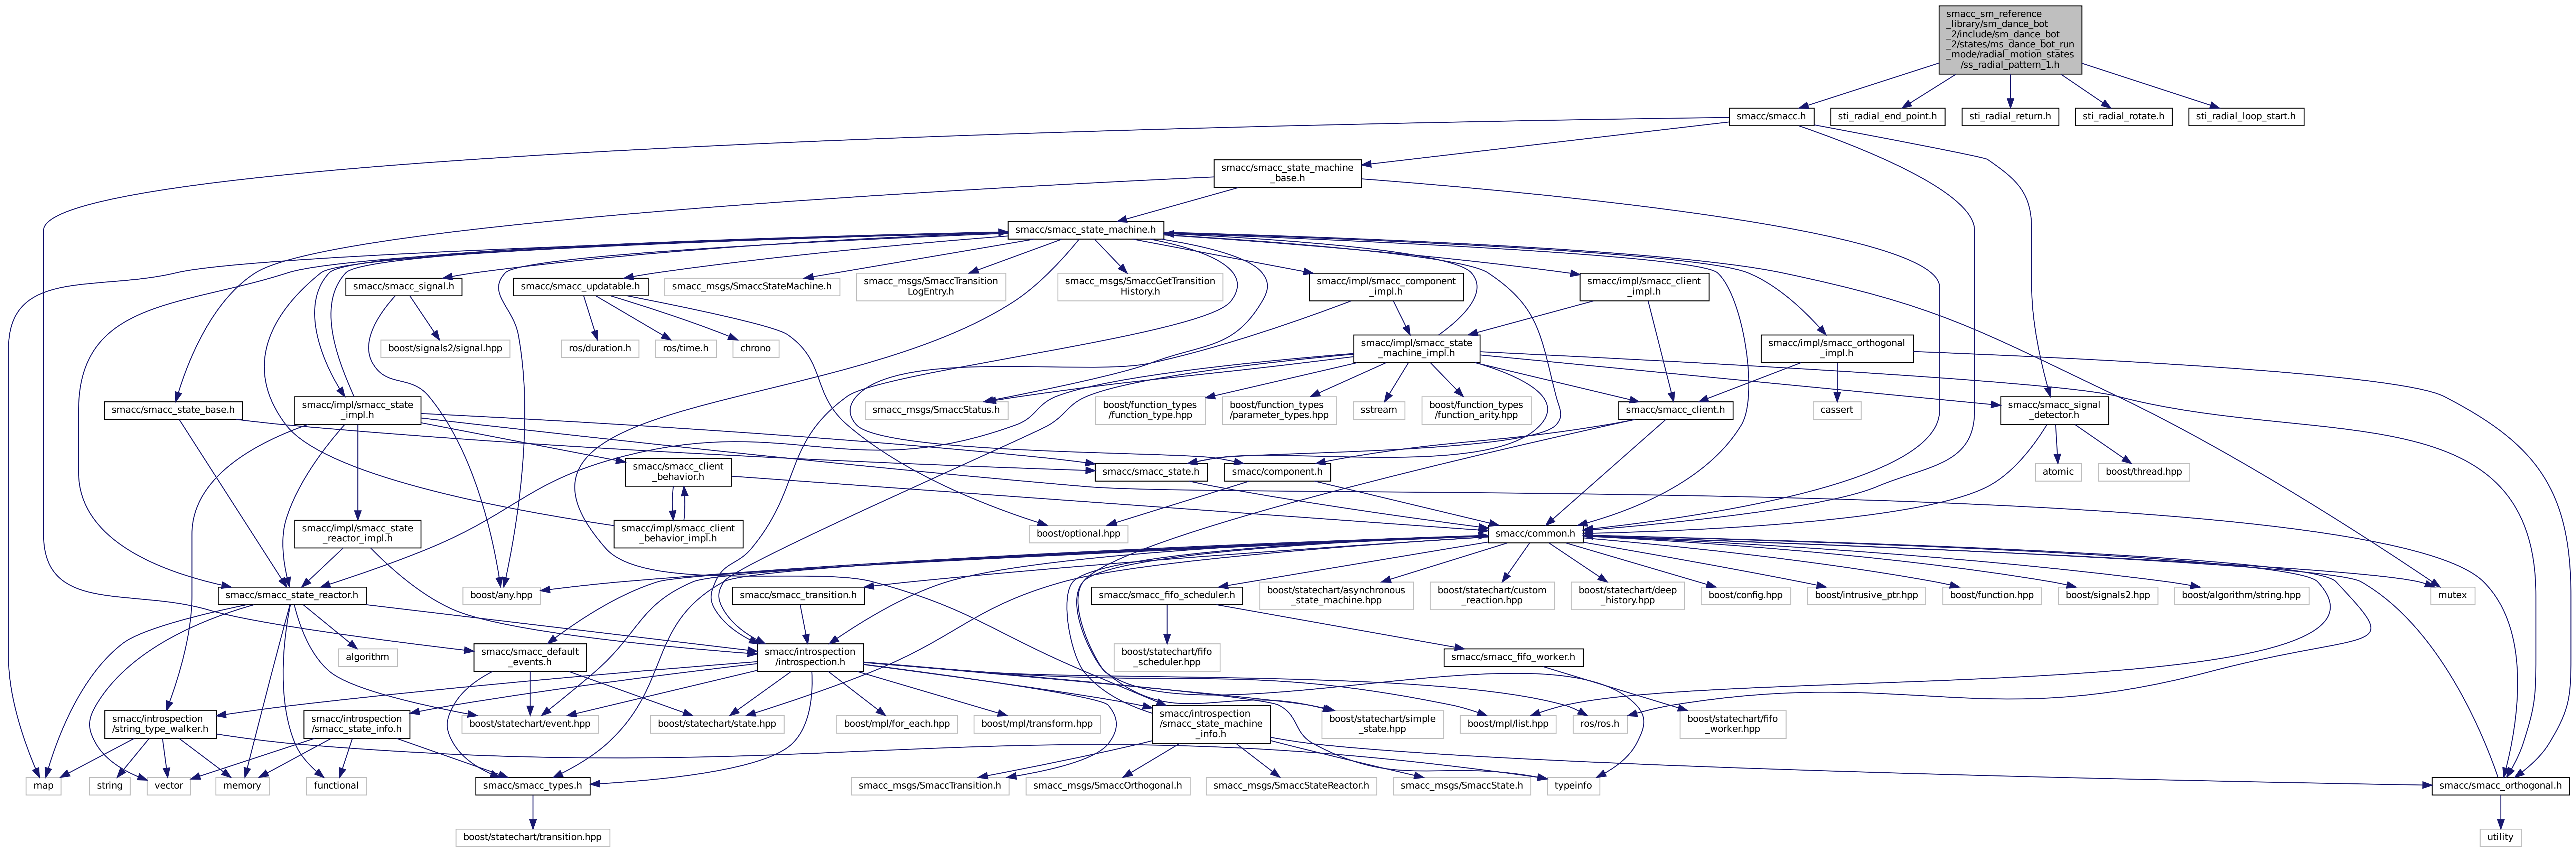 smacc_sm_reference
_library/sm_dance_bot
_2/include/sm_dance_bot
_2/states/ms_dance_bot_run
_mode/radial_motion_states
/ss_radial_pattern_1.h
smacc/smacc.h
sti_radial_end_point.h
sti_radial_return.h
sti_radial_rotate.h
sti_radial_loop_start.h
smacc/smacc_state_machine
_base.h
smacc/smacc_state_machine.h
smacc/smacc_signal.h
smacc/smacc_updatable.h
smacc_msgs/SmaccStateMachine.h
smacc_msgs/SmaccTransition
LogEntry.h
smacc_msgs/SmaccGetTransition
History.h
smacc/impl/smacc_component
_impl.h
smacc/impl/smacc_client
_impl.h
boost/signals2/signal.hpp
ros/duration.h
ros/time.h
chrono
smacc/impl/smacc_state
_machine_impl.h
smacc/impl/smacc_orthogonal
_impl.h
smacc/smacc_state_base.h
smacc/impl/smacc_state
_impl.h
smacc_msgs/SmaccStatus.h
boost/function_types
/function_type.hpp
boost/function_types
/parameter_types.hpp
sstream
boost/function_types
/function_arity.hpp
smacc/smacc_client.h
cassert
smacc/smacc_signal
_detector.h
smacc/smacc_client
_behavior.h
smacc/smacc_state.h
smacc/component.h
atomic
boost/thread.hpp
smacc/impl/smacc_state
_reactor_impl.h
smacc/impl/smacc_client
_behavior_impl.h
boost/optional.hpp
smacc/common.h
smacc/smacc_state_reactor.h
boost/any.hpp
smacc/smacc_transition.h
smacc/smacc_fifo_scheduler.h
boost/statechart/asynchronous
_state_machine.hpp
boost/statechart/custom
_reaction.hpp
boost/statechart/deep
_history.hpp
boost/config.hpp
boost/intrusive_ptr.hpp
boost/function.hpp
boost/signals2.hpp
boost/algorithm/string.hpp
mutex
algorithm
smacc/smacc_default
_events.h
smacc/introspection
/introspection.h
boost/statechart/fifo
_scheduler.hpp
smacc/smacc_fifo_worker.h
smacc/introspection
/string_type_walker.h
smacc/introspection
/smacc_state_info.h
boost/statechart/event.hpp
boost/statechart/state.hpp
boost/mpl/for_each.hpp
boost/mpl/transform.hpp
smacc/introspection
/smacc_state_machine
_info.h
boost/statechart/simple
_state.hpp
boost/mpl/list.hpp
ros/ros.h
boost/statechart/fifo
_worker.hpp
map
string
vector
memory
functional
smacc/smacc_types.h
smacc_msgs/SmaccTransition.h
smacc_msgs/SmaccOrthogonal.h
smacc_msgs/SmaccStateReactor.h
smacc_msgs/SmaccState.h
typeinfo
smacc/smacc_orthogonal.h
boost/statechart/transition.hpp
utility